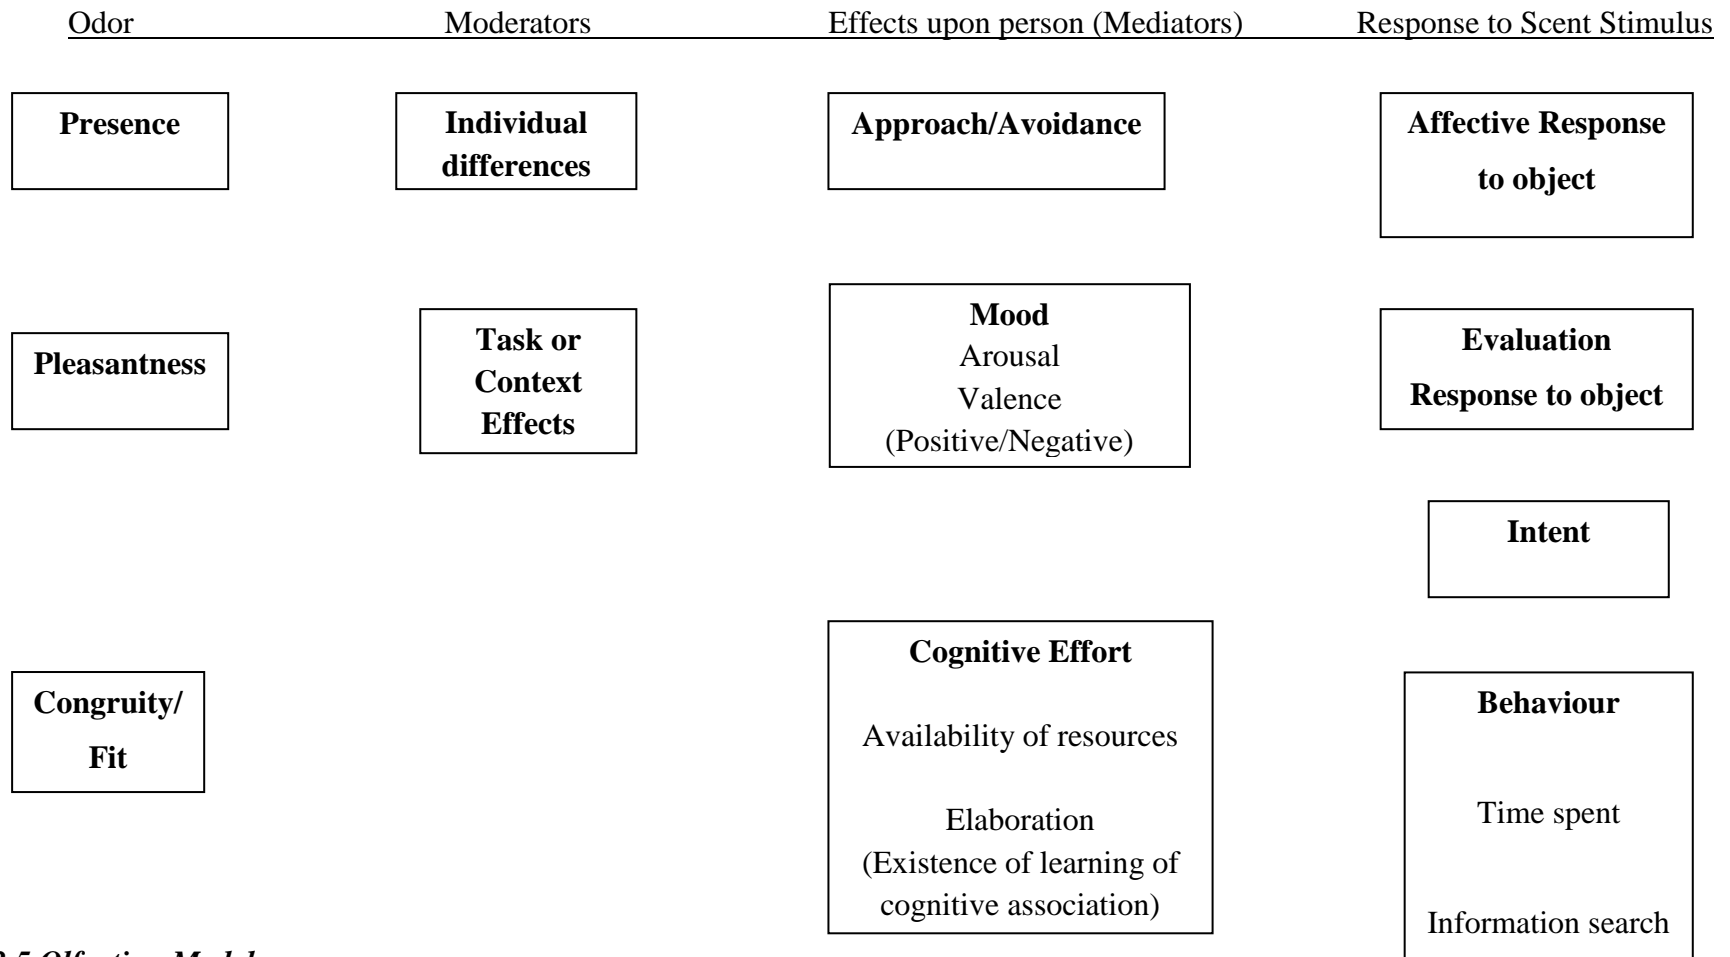 Odor
Moderators
Effects upon person (Mediators)
Response to Scent Stimulus
Presence
Individual
differences
Approach/Avoidance
Affective Response
to object
Pleasantness
Task or
Context
Effects
Mood
Arousal
Valence
(Positive/Negative)
Evaluation
Response to object
Intent
Congruity/
Fit
Cognitive Effort
Availability of resources
Elaboration
(Existence of learning of
cognitive association)
Behaviour
Time spent
Information search